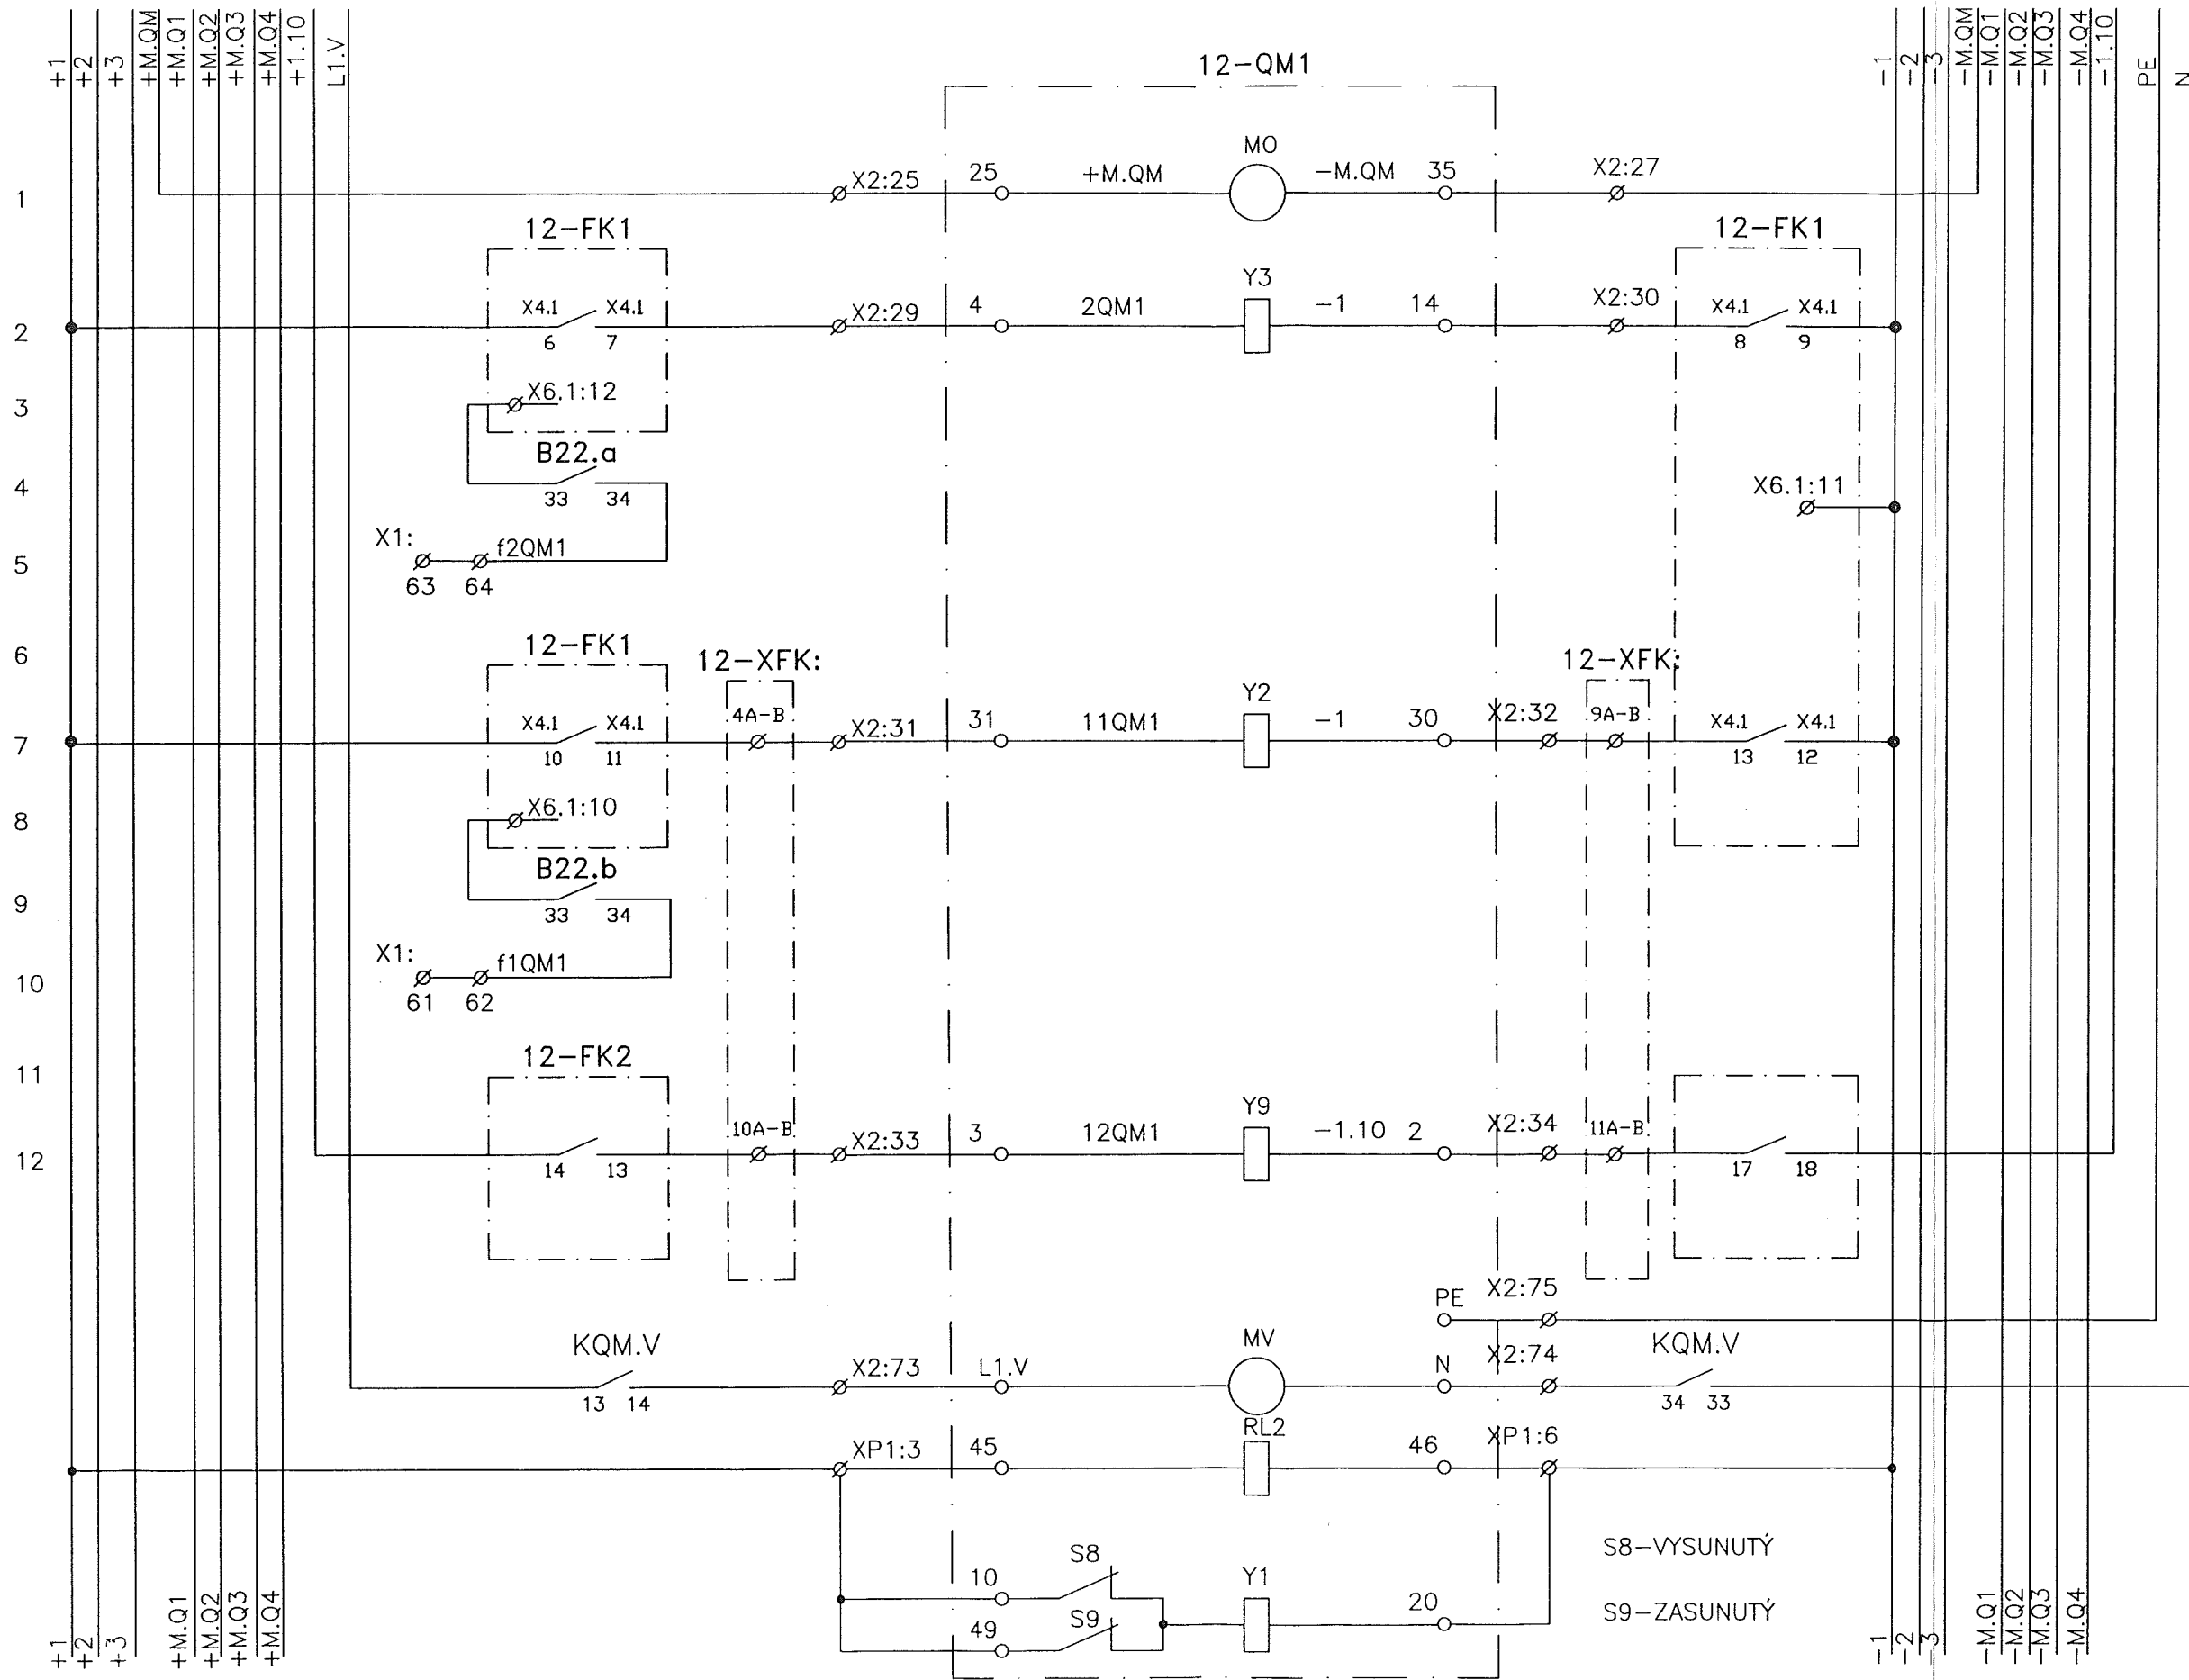 +1
+2
+3
+M.QM
+M.Q1
+M.Q2
+M.Q3
+M.Q4
+1.10
L1.V
12-QM1
-1
-2
-3
-M.QM
-M.Q1
-M.Q2
-M.Q3
-M.Q4
-1.10
PE
N
1
X2:25
25
+M.QM
MO
-M.QM
35
X2:27
12-FK1
12-FK1
2
X4.1
X4.1
6
7
X2:29
4
2QM1
Y3
-1
14
X2:30
X4.1
X4.1
8
9
3
X6.1:12
B22.a
4
33
34
X6.1:11
5
X1:
f2QM1
63
64
6
12-FK1
12-XFK:
12-XFK:
7
X4.1
X4.1
10
11
4A-B
X2:31
31
11QM1
Y2
-1
30
X2:32
9A-B
X4.1
X4.1
13
12
8
X6.1:10
B22.b
9
33
34
10
X1:
f1QM1
61
62
11
12-FK2
12
14
13
10A-B
X2:33
3
12QM1
Y9
-1.10
2
X2:34
11A-B
17
18
PE
X2:75
KQM.V
13
14
X2:73
L1.V
MV
N
X2:74
KQM.V
34
33
XP1:3
45
RL2
46
XP1:6
10
S8
49
S9
Y1
20
S8-VYSUNUTÝ
S9-ZASUNUTÝ
+1
+2
+3
+M.Q1
+M.Q2
+M.Q3
+M.Q4
-1
-2
-3
-M.Q1
-M.Q2
-M.Q3
-M.Q4